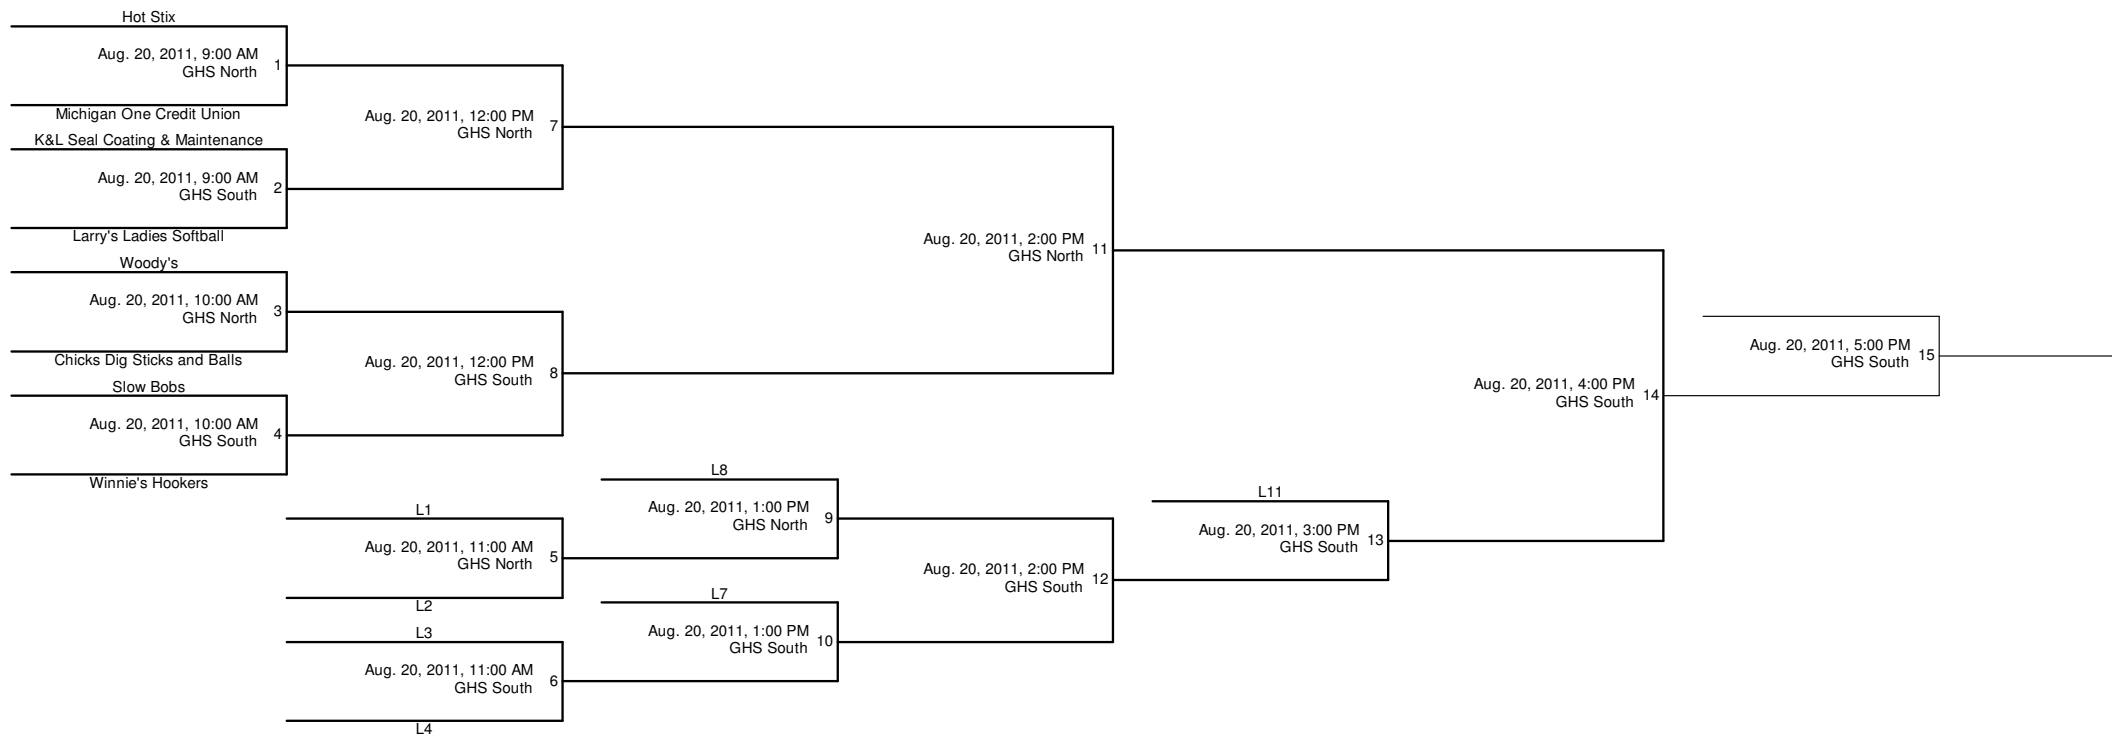 Hot Stix
Aug. 20, 2011, 9:00 AM
GHS North
1
Michigan One Credit Union
K&L Seal Coating & Maintenance
Aug. 20, 2011, 9:00 AM
GHS South
2
Larry's Ladies Softball
Woody's
Aug. 20, 2011, 10:00 AM
GHS North
3
Chicks Dig Sticks and Balls
Slow Bobs
Aug. 20, 2011, 10:00 AM
GHS South
4
Winnie's Hookers
L1
Aug. 20, 2011, 11:00 AM
GHS North
5
L2
L3
Aug. 20, 2011, 11:00 AM
GHS South
6
L4
Aug. 20, 2011, 12:00 PM
GHS North
7
Aug. 20, 2011, 12:00 PM
GHS South
8
L8
Aug. 20, 2011, 1:00 PM
GHS North
9
L7
Aug. 20, 2011, 1:00 PM
GHS South
10
Aug. 20, 2011, 2:00 PM
GHS North
11
Aug. 20, 2011, 2:00 PM
GHS South
12
L11
Aug. 20, 2011, 3:00 PM
GHS South
13
Aug. 20, 2011, 4:00 PM
GHS South
14
Aug. 20, 2011, 5:00 PM
GHS South
15